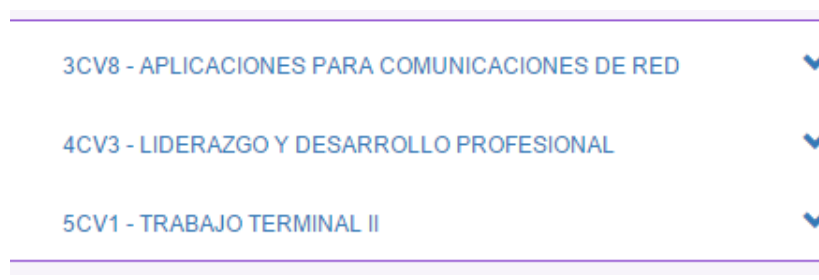 3CV8 - APLICACIONES PARA COMUNICACIONES DE RED
4CV3 - LIDERAZGO Y DESARROLLO PROFESIONAL
5CV1 - TRABAJO TERMINAL II